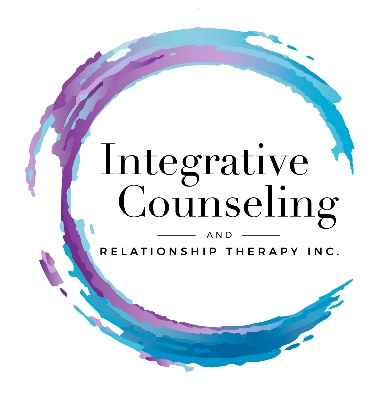 Integrative
Counseling
AND
RELATIONSHIP THERAPY INC.